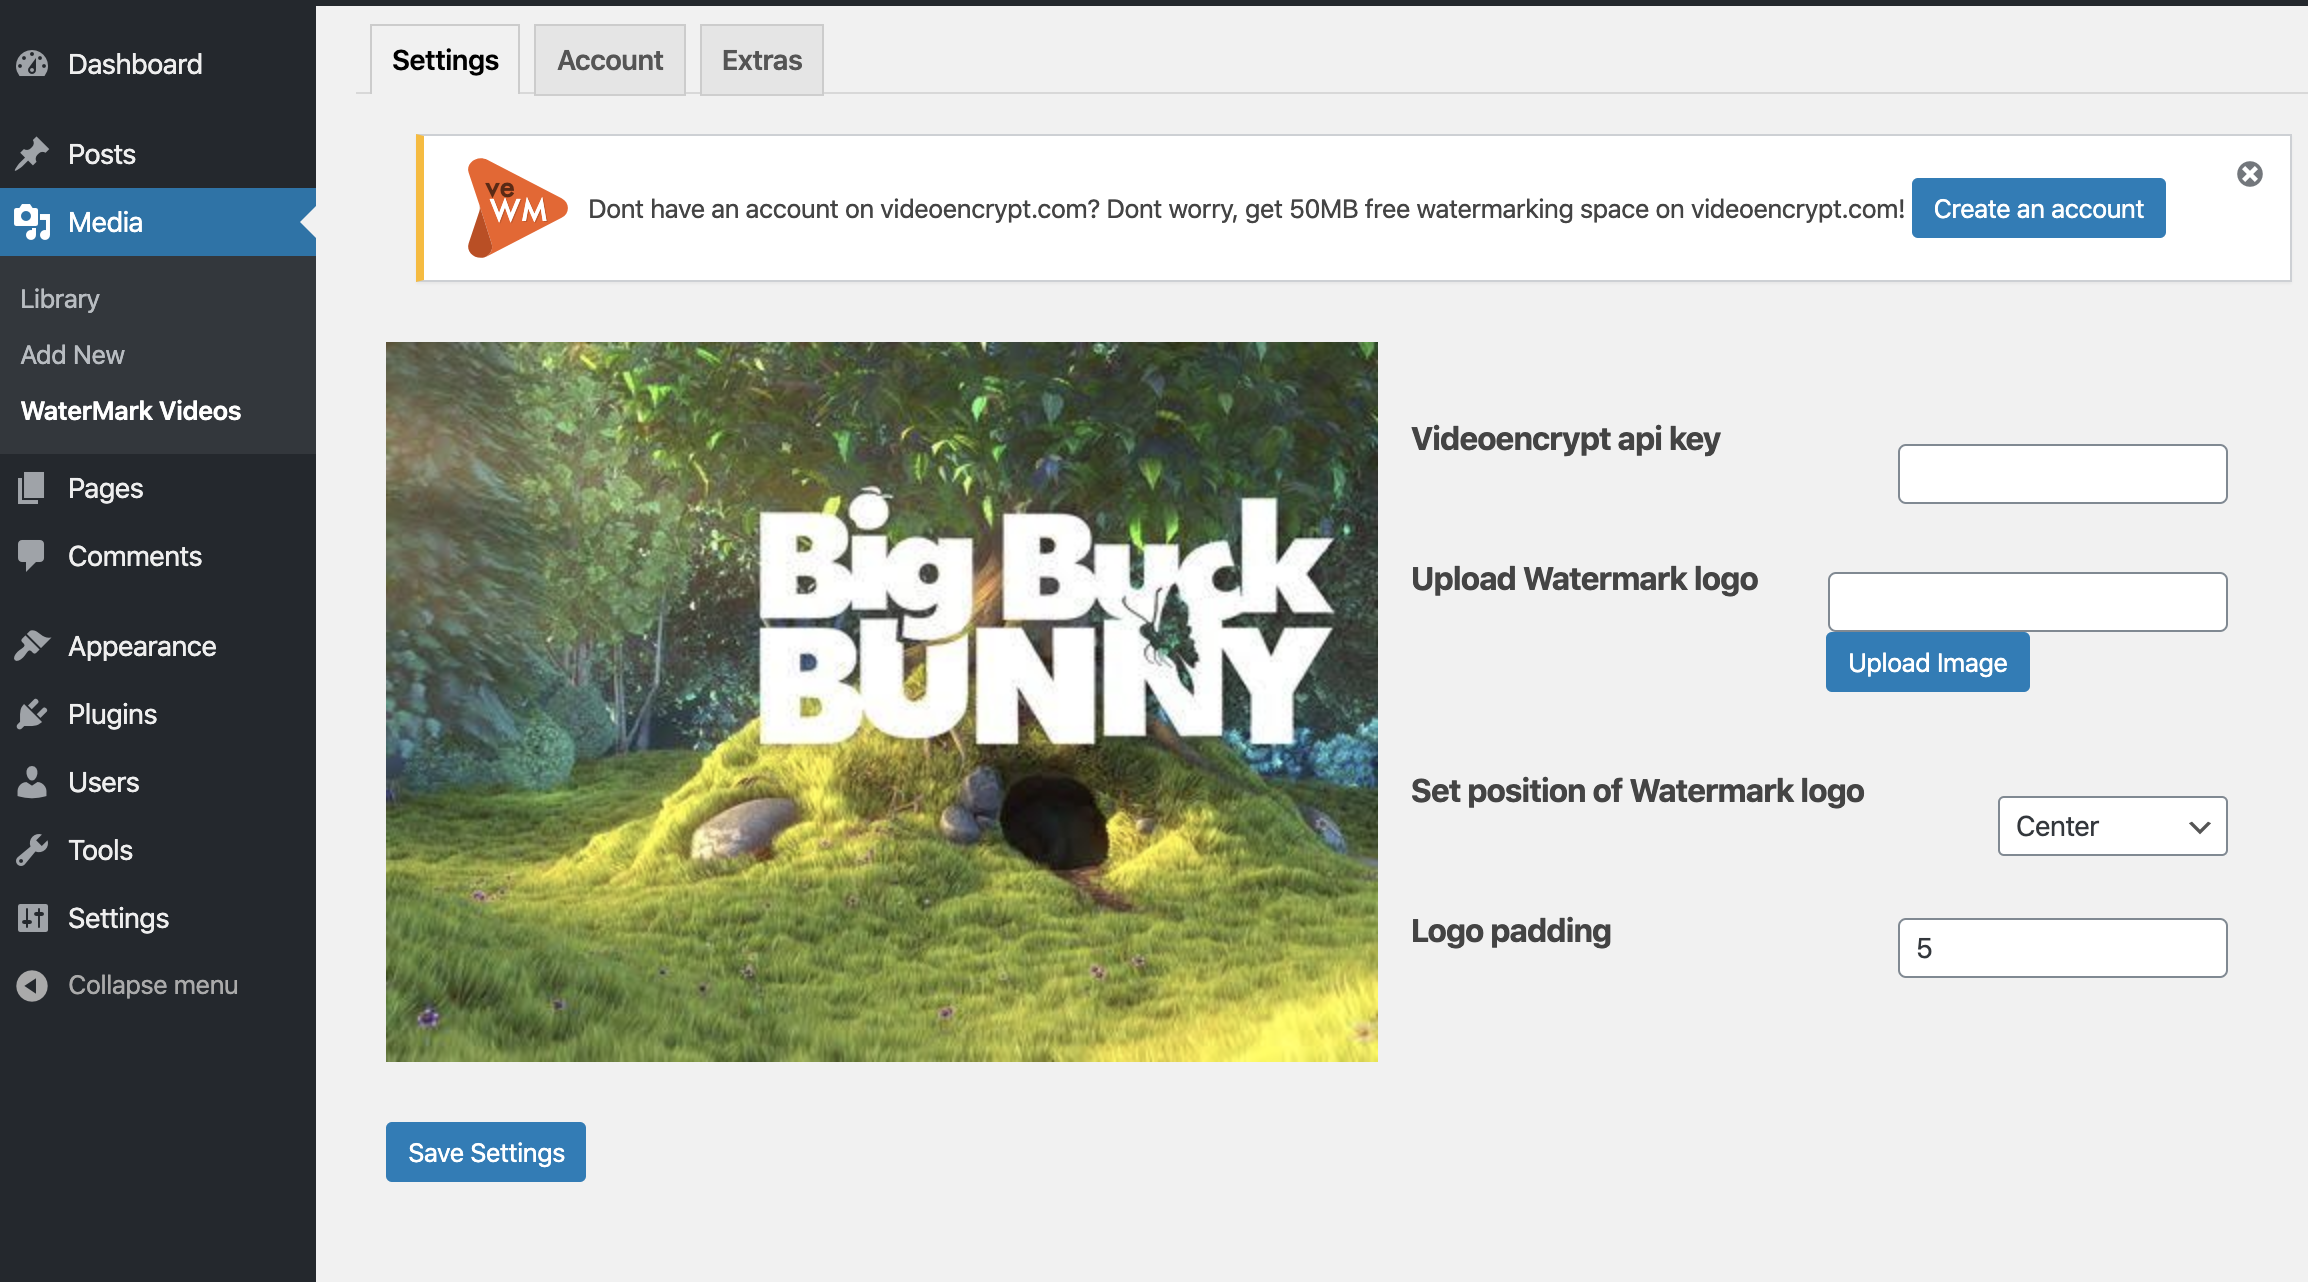 Dashboard
Posts
Media
Library
Add New
WaterMark Videos
Pages
Comments
Appearance
Plugins
Users
Tools
Settings
Collapse menu
Settings
Account
Extras
ve
WM
Dont have an account on videoencrypt.com? Dont worry, get 50MB free watermarking space on videoencrypt.com!
Create an account
Big Buck
BUNNY
Videoencrypt api key
Upload Watermark logo
Upload Image
Set position of Watermark logo
Center
Logo padding
5
Save Settings